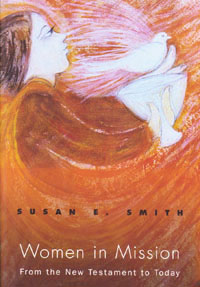 SUSAN E. SMITH
Women in Mission
From the New Testament to Today